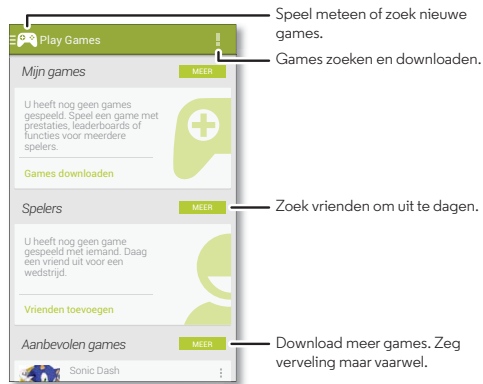 Play Games
Speel meteen of zoek nieuwe
games.
Games zoeken en downloaden.
Mijn games
MEER
U heeft nog geen games
gespeeld. Speel een game met
prestaties, leaderboards of
functies voor meerdere
spelers.
Games downloaden
Spelers
MEER
Zoek vrienden om uit te dagen.
U heeft nog geen game
gespeeld met iemand. Daag
een vriend uit voor een
wedstrijd.
Vrienden toevoegen
Aanbevolen games
MEER
Download meer games. Zeg
verveling maar vaarwel.
Sonic Dash